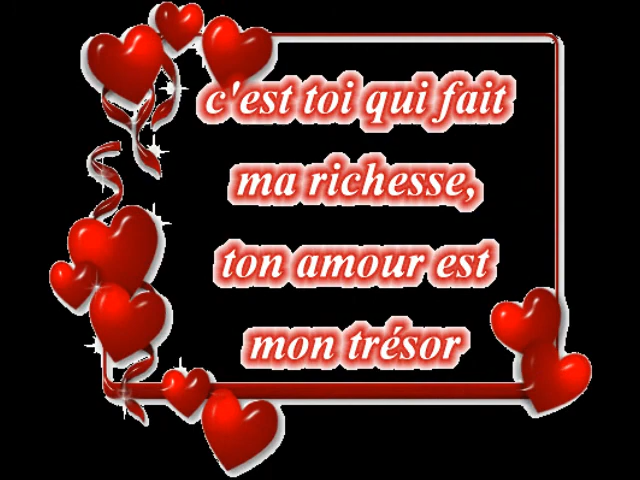 c'est toi qui fait
ma richesse,
ton amour est
mon trésor